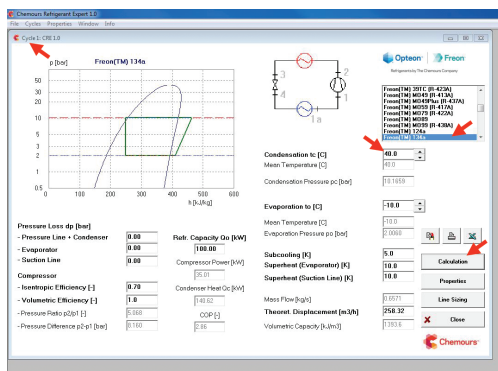 Chemours Refrigerant Expert 1.0
File Cycles Properties Window Info
Cycle 1: CRE 1.0
p [bar] Freon(TM) 134a
50
30
20
10
5
3
2
1
0.5
0 100 200 300 400 500 600
h [kJ/kg]
3
2
4
1
1a
Opteon Freon
Refrigerants by The Chemours Company
Freon(TM) 39TC (R-423A)
Freon(TM) MO49 (R-413A)
Freon(TM) MO49Plus (R-437A)
Freon(TM) MO59 (R-417A)
Freon(TM) MO79 (R-422A)
Freon(TM) MO89
Freon(TM) MO99 (R-438A)
Freon(TM) 124a
Freon(TM) 134a
Condensation tc [C] 40.0
Mean Temperature [C] 40.0
Condensation Pressure pc [bar] 10.1659
Evaporation to [C] -10.0
Mean Temperature [C] -10.0
Evaporation Pressure po [bar] 2.0060
Pressure Loss dp [bar]
- Pressure Line + Condenser 0.00
- Evaporator 0.00
- Suction Line 0.00
Compressor
- Isentropic Efficiency [-] 0.70
- Volumetric Efficiency [-] 1.0
- Pressure Ratio p2/p1 [-] 5.068
- Pressure Difference p2-p1 [bar] 8.160
Refr. Capacity Qo [kW]
100.00
Compressor Power [kW]
35.01
Condenser Heat Qc [kW]
140.62
COP [-]
2.86
Subcooling [K] 5.0
Superheat (Evaporator) [K] 10.0
Superheat (Suction Line) [K] 10.0
Mass Flow [kg/s] 0.6571
Theoret. Displacement [m3/h] 258.32
Volumetric Capacity [kJ/m3] 1393.6
Calculation
Properties
Line Sizing
Close
Chemours